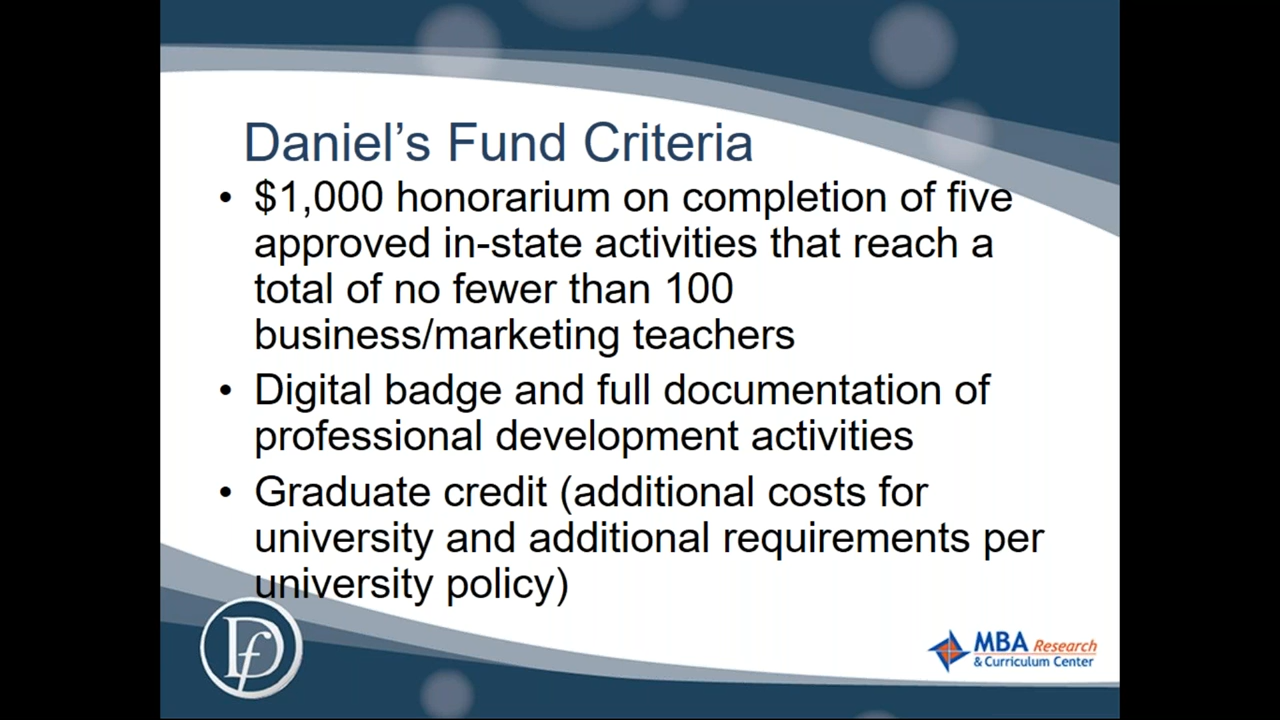 Daniel’s Fund Criteria
• $1,000 honorarium on completion of five
approved in-state activities that reach a
total of no fewer than 100
business/marketing teachers
• Digital badge and full documentation of
professional development activities
• Graduate credit (additional costs for
university and additional requirements per
university policy)
Df
MBA Research
& Curriculum Center